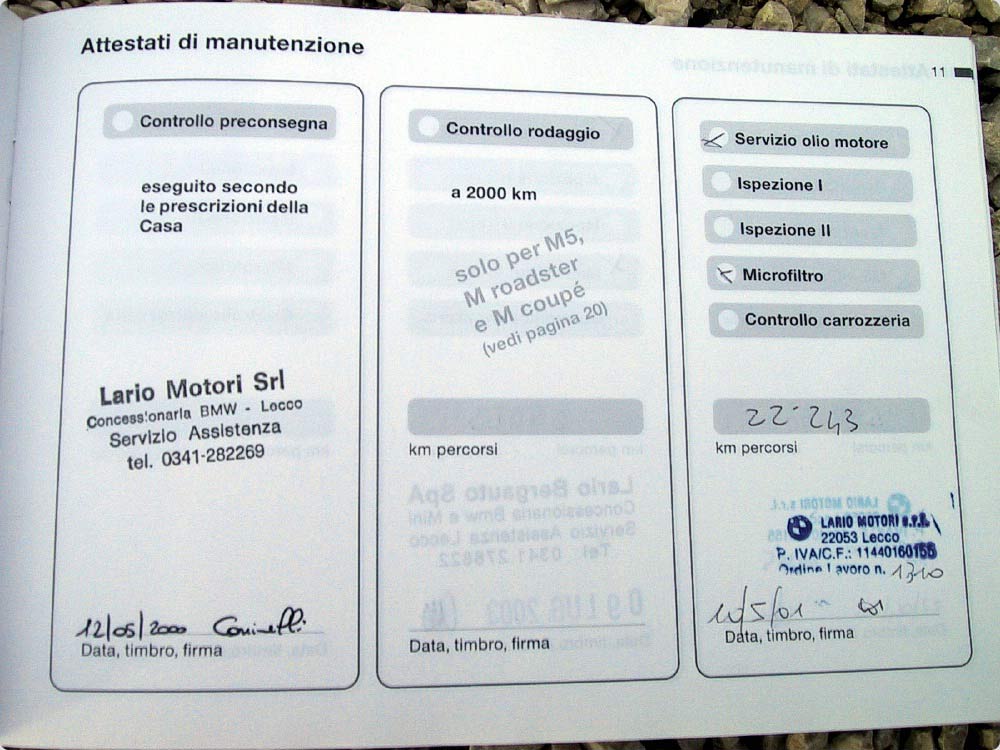 Attestati di manutenzione
11
Controllo preconsegna
eseguito secondo
le prescrizioni della
Casa
Lario Motori Srl
Concessionaria BMW - Lecco
Servizio Assistenza
tel. 0341-282269
12/05/2000
Data, timbro, firma
Controllo rodaggio
a 2000 km
solo per M5,
M roadster
e M coupé
(vedi pagina 20)
km percorsi
Data, timbro, firma
Servizio olio motore
Ispezione I
Ispezione II
Microfiltro
Controllo carrozzeria
22.243
km percorsi
LARIO MOTORI s.r.l.
22053 Lecco
P. IVA/C.F.: 11440160155
Ordine Lavoro n. 1310
Data, timbro, firma